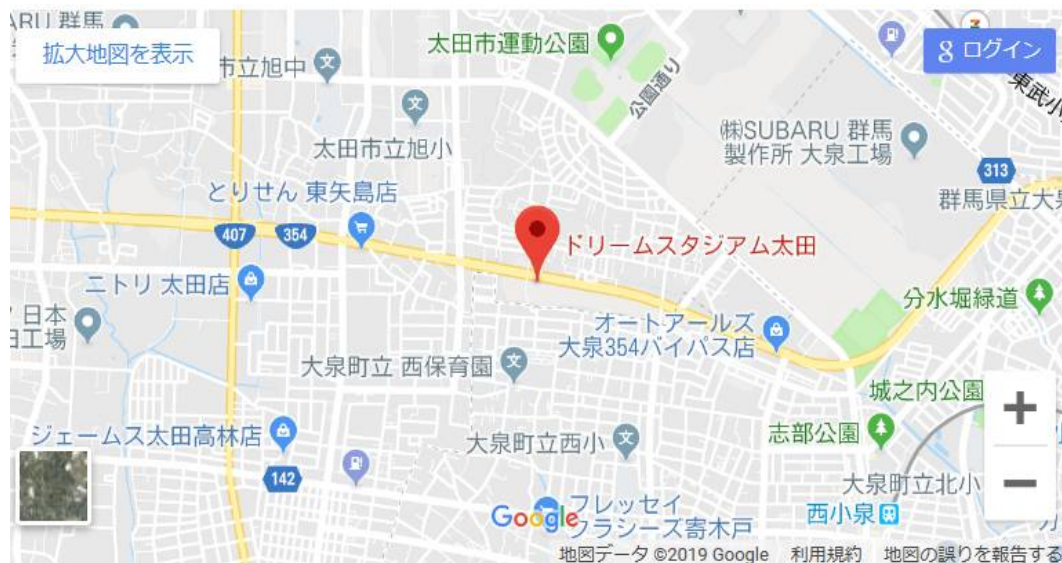 ARU 群馬
拡大地図を表示
市立旭中
太田市運動公園
公園通り
g ログイン
東武小
太田市立旭小
㈱SUBARU 群馬
製作所 大泉工場
313
群馬県立大泉
とりせん 東矢島店
407
354
ドリームスタジアム太田
ニトリ 太田店
分水堀緑道
日本
工場
オートアールズ
大泉354バイパス店
大泉町立 西保育園
城之内公園
+
ジェームス太田高林店
大泉町立西小
志部公園
142
大泉町立北小
−
フレッセイ
クラシーズ寄木戸
Google
西小泉
地図データ ©2019 Google
利用規約
地図の誤りを報告する